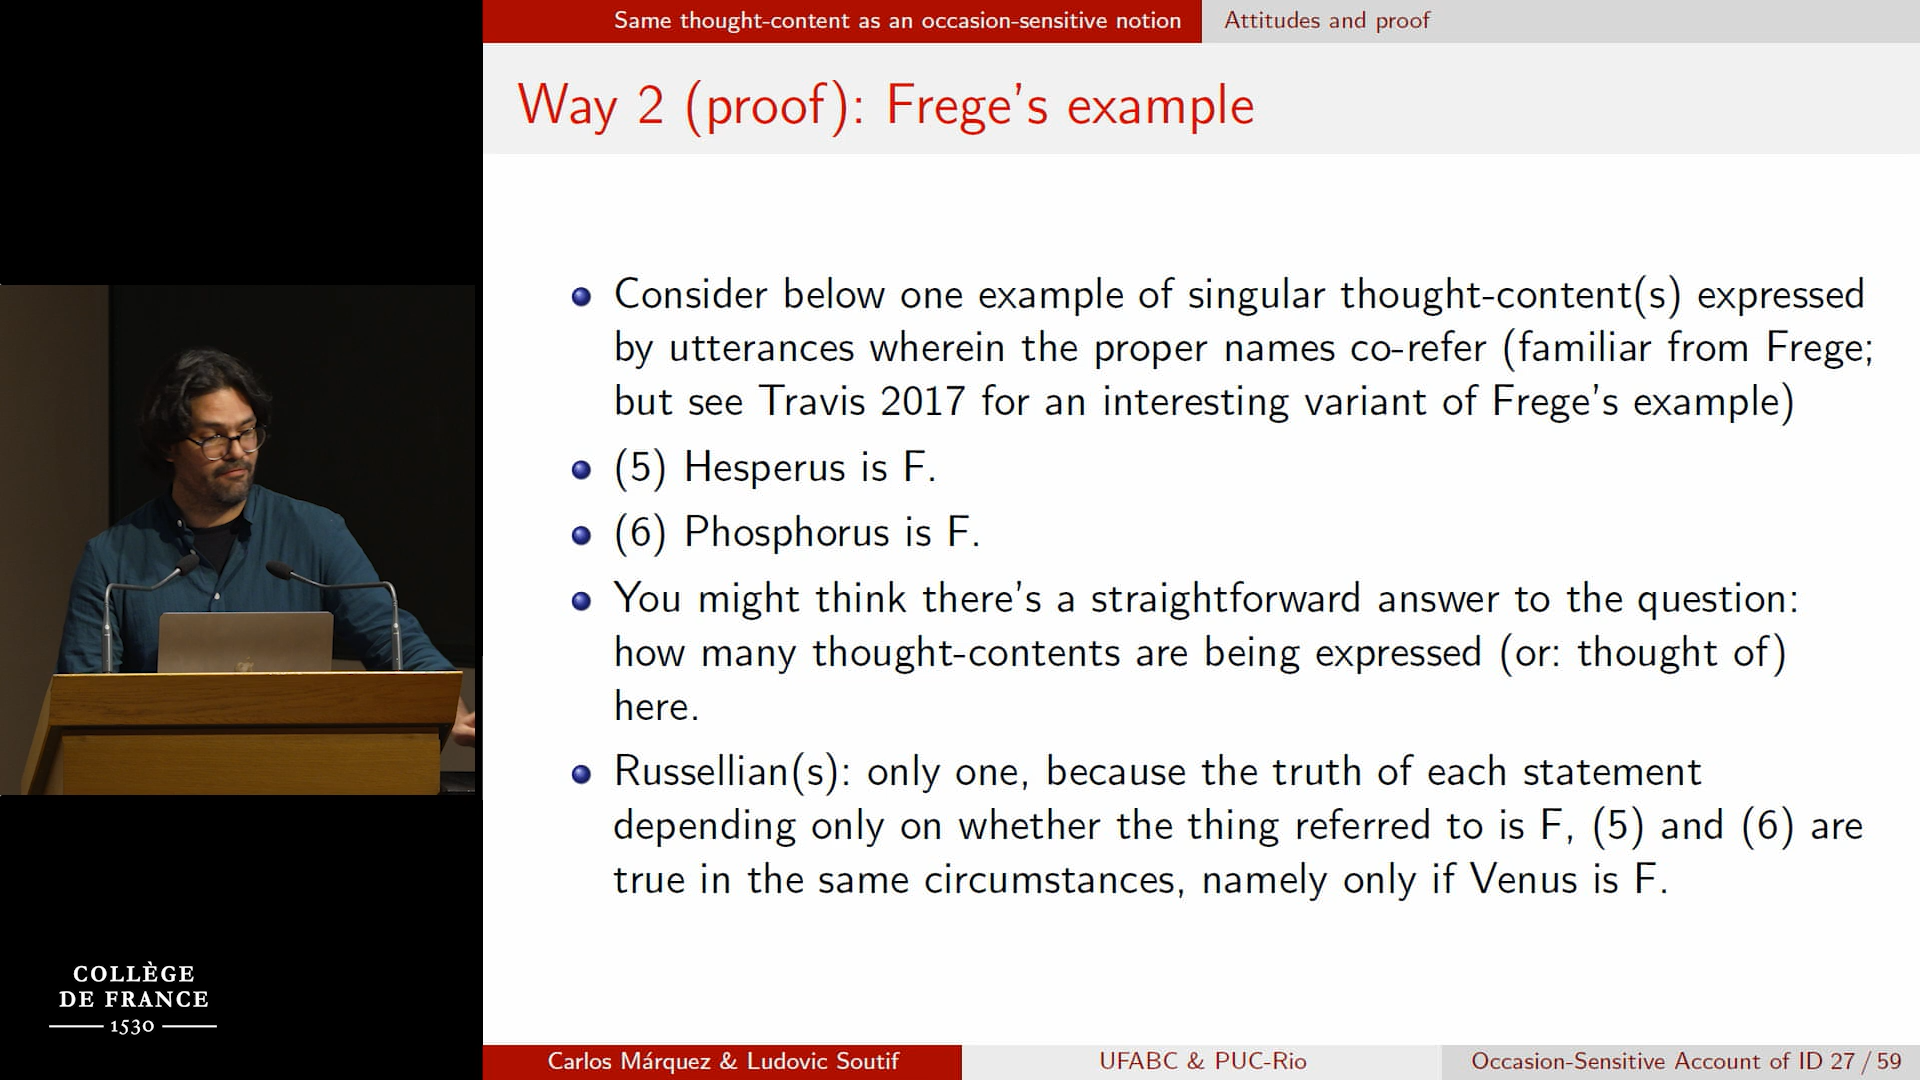 Same thought-content as an occasion-sensitive notion
Attitudes and proof
Way 2 (proof): Frege's example
Consider below one example of singular thought-content(s) expressed
by utterances wherein the proper names co-refer (familiar from Frege;
but see Travis 2017 for an interesting variant of Frege's example)
(5) Hesperus is F.
(6) Phosphorus is F.
You might think there's a straightforward answer to the question:
how many thought-contents are being expressed (or: thought of)
here.
Russellian(s): only one, because the truth of each statement
depending only on whether the thing referred to is F, (5) and (6) are
true in the same circumstances, namely only if Venus is F.
COLLÈGE
DE FRANCE
1530
Carlos Márquez & Ludovic Soutif
UFABC & PUC-Rio
Occasion-Sensitive Account of ID 27 / 59